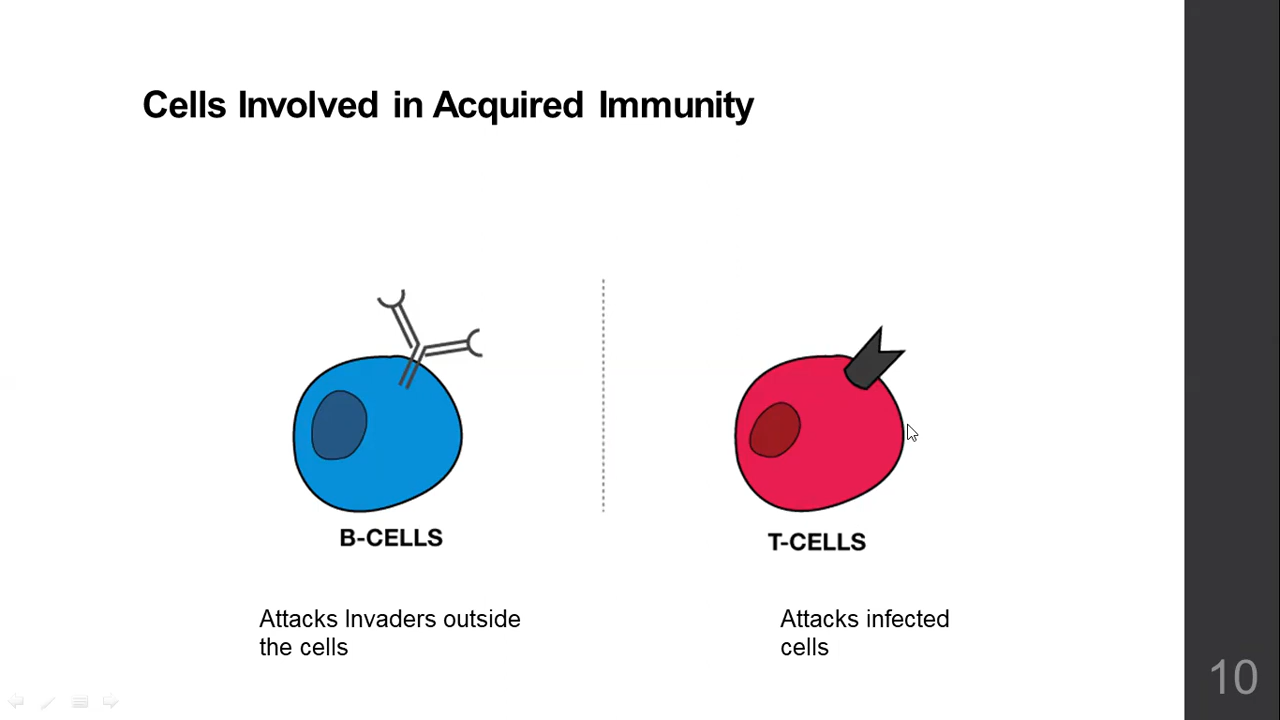 Cells Involved in Acquired Immunity
B-CELLS
T-CELLS
Attacks Invaders outside
the cells
Attacks infected
cells
10